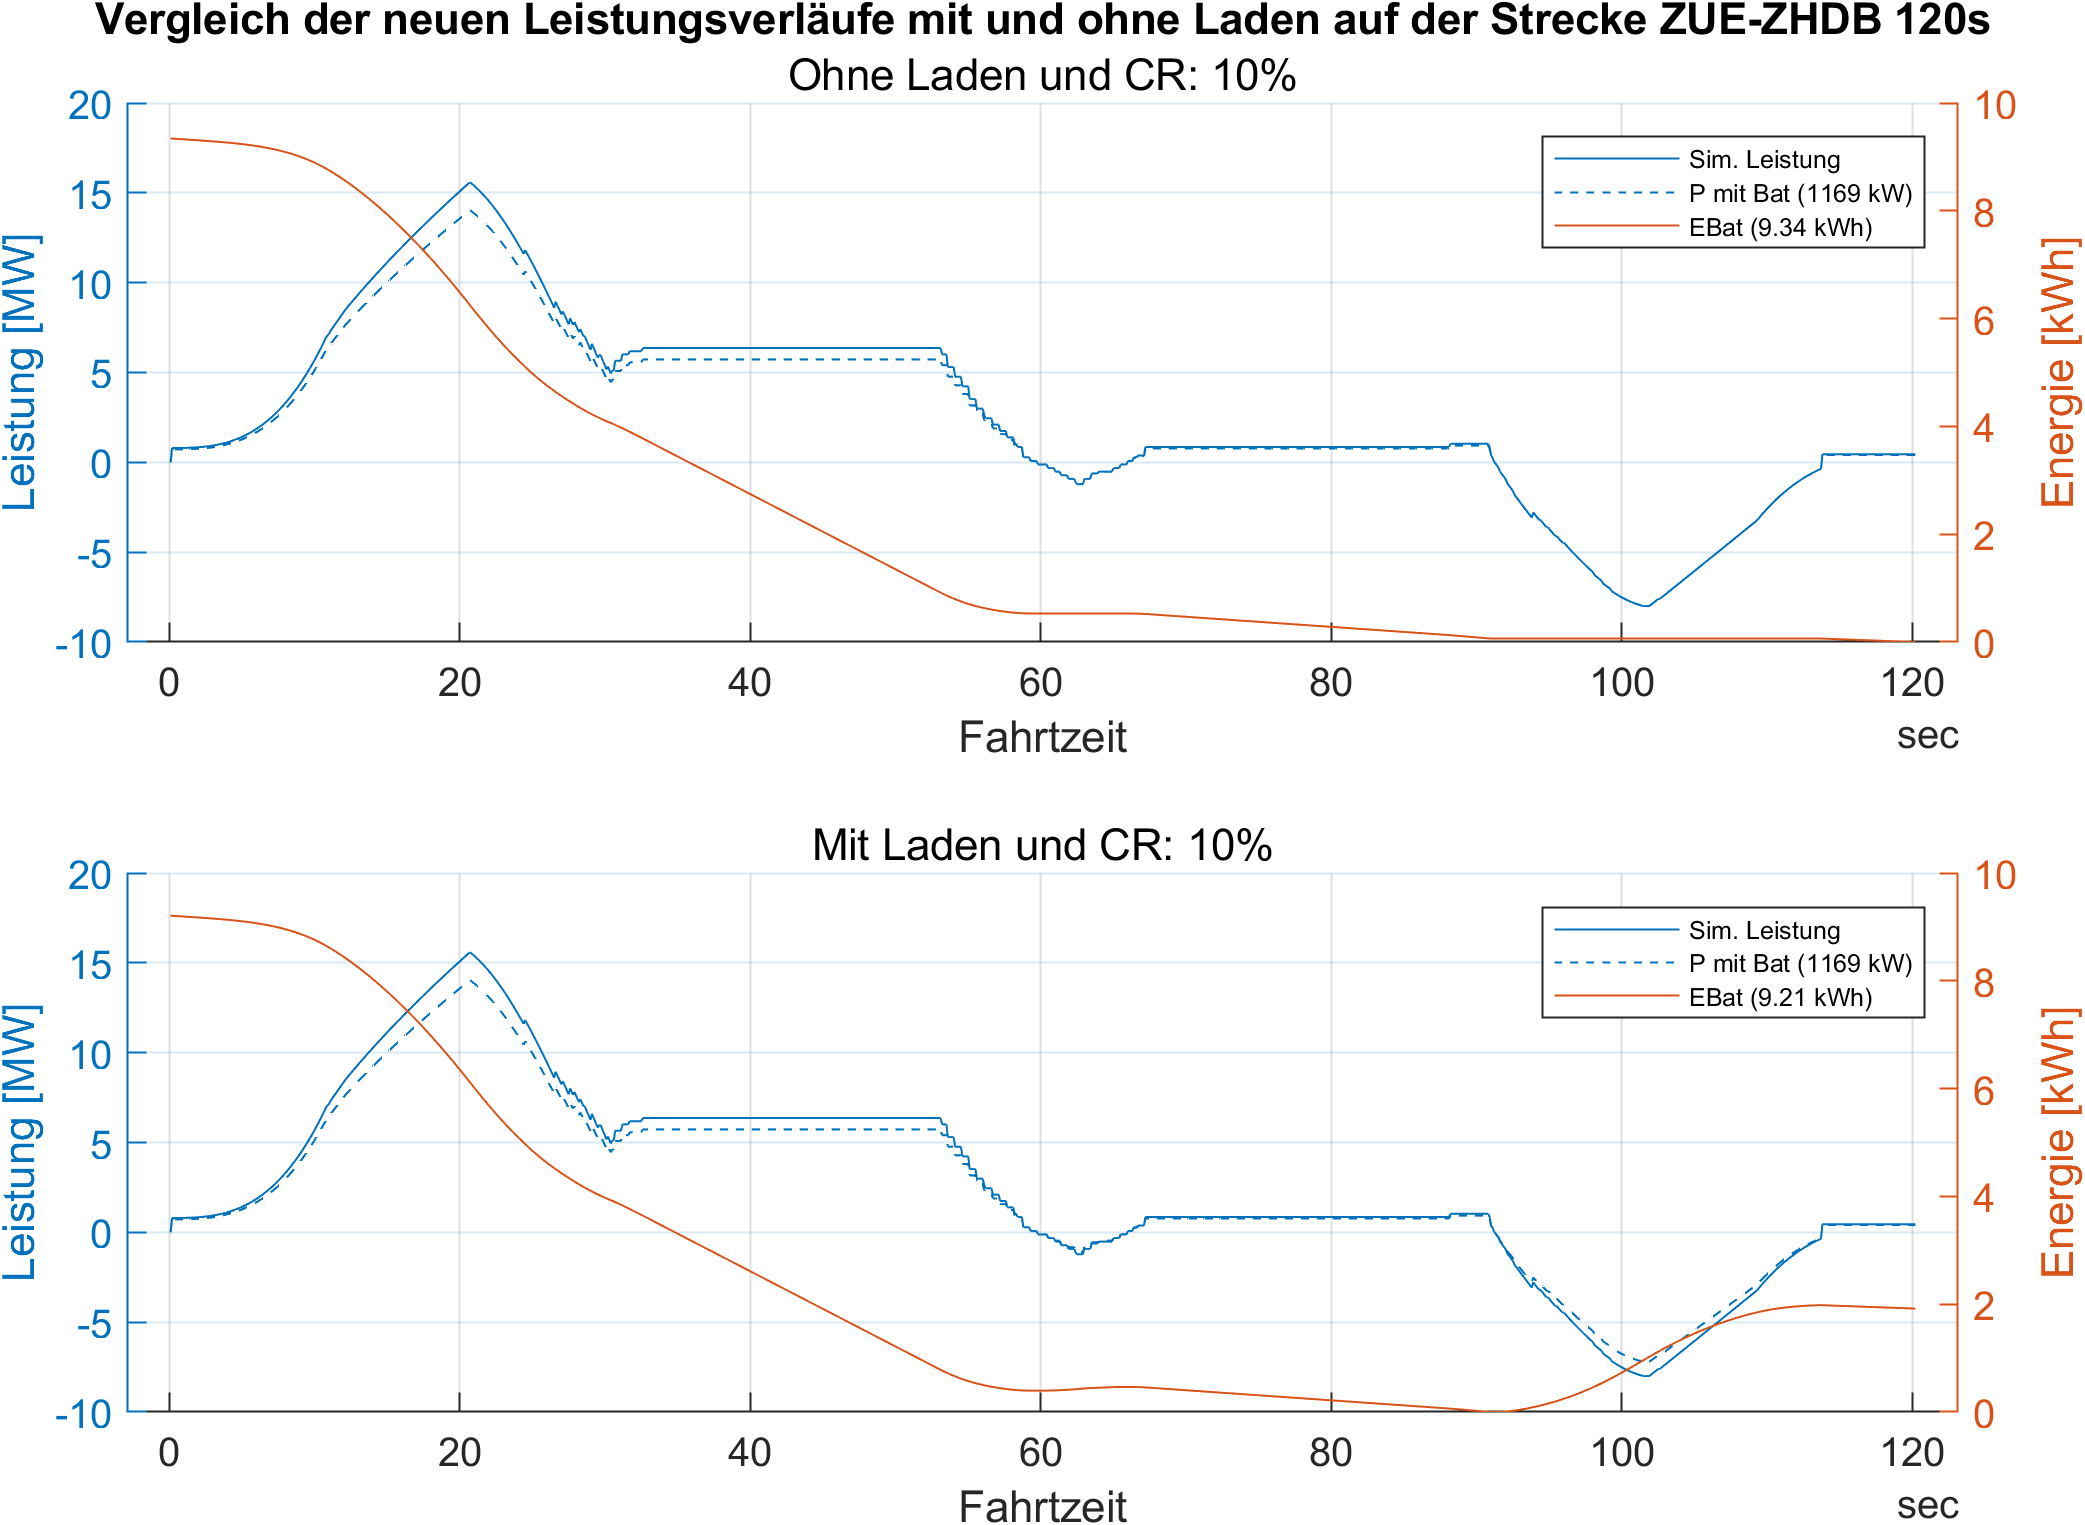 Vergleich der neuen Leistungsverläufe mit und ohne Laden auf der Strecke ZUE-ZHDB 120s
Ohne Laden und CR: 10%
Leistung [MW]
20
15
10
5
0
-5
-10
Sim. Leistung
P mit Bat (1169 kW)
EBat (9.34 kWh)
10
8
6
4
2
0
Energie [kWh]
0 20 40 60 80 100 120
Fahrtzeit
sec
Mit Laden und CR: 10%
Leistung [MW]
20
15
10
5
0
-5
-10
Sim. Leistung
P mit Bat (1169 kW)
EBat (9.21 kWh)
10
8
6
4
2
0
Energie [kWh]
0 20 40 60 80 100 120
Fahrtzeit
sec